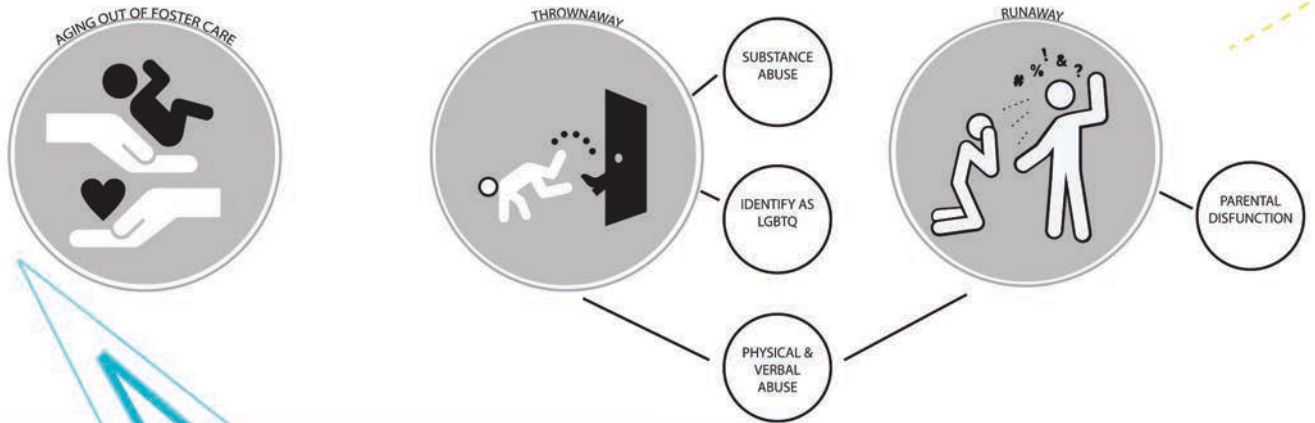 AGING OUT OF FOSTER CARE
THROWNAWAY
SUBSTANCE
ABUSE
IDENTIFY AS
LGBTQ
PHYSICAL &
VERBAL
ABUSE
RUNAWAY
# % ! & ?
PARENTAL
DISFUNCTION